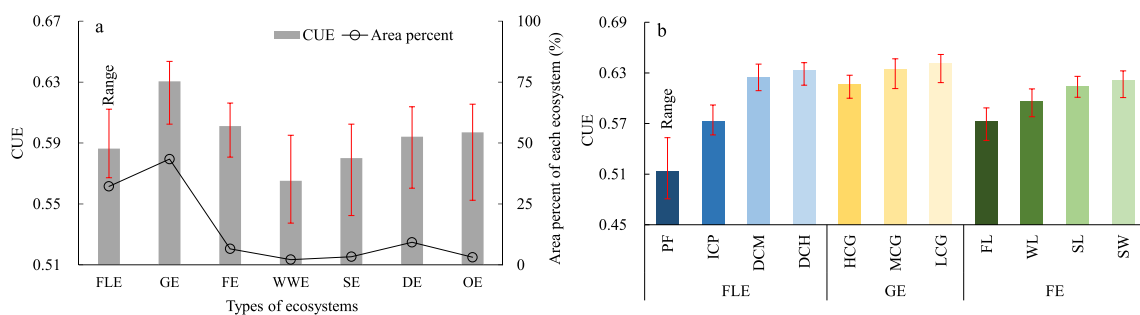 a
CUE
Area percent
Range
0.67
0.63
0.59
0.55
0.51
CUE
100
75
50
25
0
Area percent of each ecosystem (%)
FLE GE FE WWE SE DE OE
Types of ecosystems
b
Range
0.69
0.63
0.57
0.51
0.45
CUE
PF ICP DCM DCH HCG MCG LCG FL WL SL SW
FLE GE FE